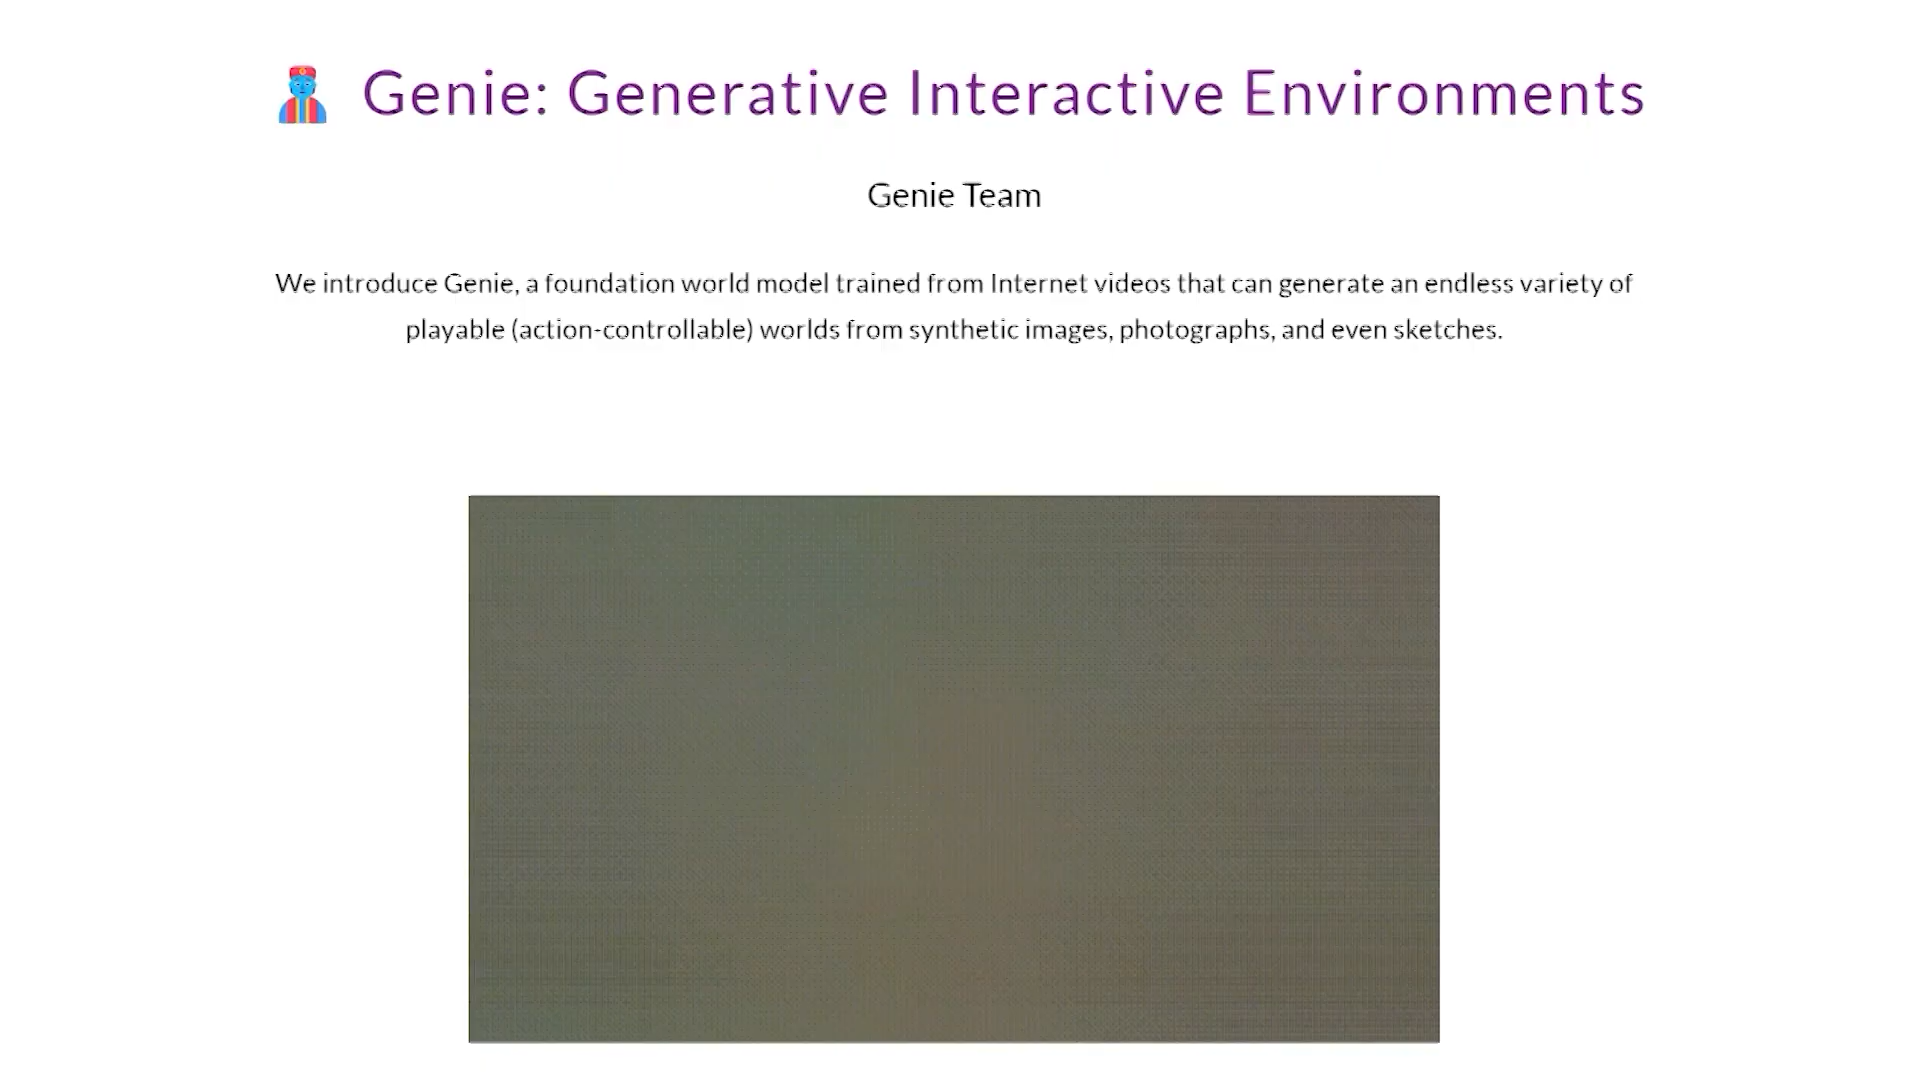 Genie: Generative Interactive Environments
Genie Team
We introduce Genie, a foundation world model trained from Internet videos that can generate an endless variety of
playable (action-controllable) worlds from synthetic images, photographs, and even sketches.